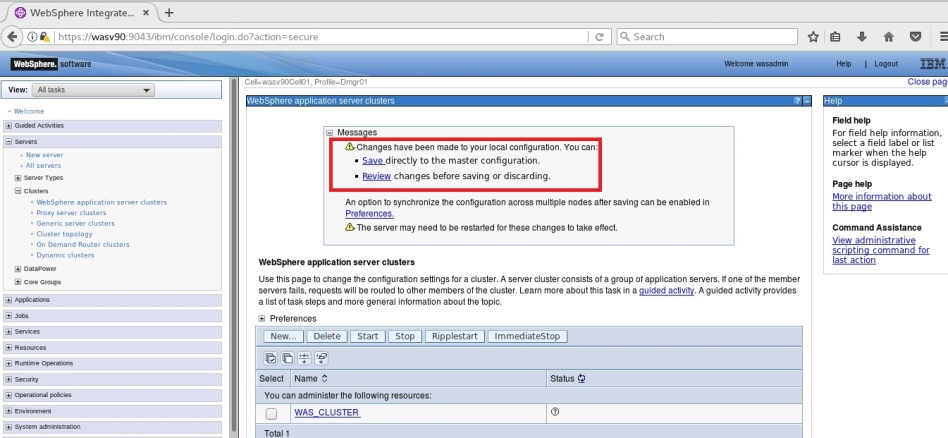 WebSphere Integrate...
https://wasv90:9043/ibm/console/login.do?action=secure
Search
WebSphere. software
Welcome wasadmin
Help
Logout
IBM
View: All tasks
Welcome
Guided Activities
Servers
New server
All servers
Server Types
Clusters
WebSphere application server clusters
Proxy server clusters
Generic server clusters
Cluster topology
On Demand Router clusters
Dynamic clusters
DataPower
Core Groups
Applications
Jobs
Services
Resources
Runtime Operations
Security
Operational policies
Environment
System administration
Cell=wasv90Cell01, Profile=Dmgr01
Close pag
WebSphere application server clusters
Messages
Changes have been made to your local configuration. You can:
Save directly to the master configuration.
Review changes before saving or discarding.
An option to synchronize the configuration across multiple nodes after saving can be enabled in
Preferences.
The server may need to be restarted for these changes to take effect.
WebSphere application server clusters
Use this page to change the configuration settings for a cluster. A server cluster consists of a group of application servers. If one of the member
servers fails, requests will be routed to other members of the cluster. Learn more about this task in a guided activity. A guided activity provides
a list of task steps and more general information about the topic.
Preferences
New... Delete Start Stop Ripplestart ImmediateStop
Select Name Status
You can administer the following resources:
WAS_CLUSTER
Total 1
Help
Field help
For field help information,
select a field label or list
marker when the help
cursor is displayed.
Page help
More information about
this page
Command Assistance
View administrative
scripting command for
last action